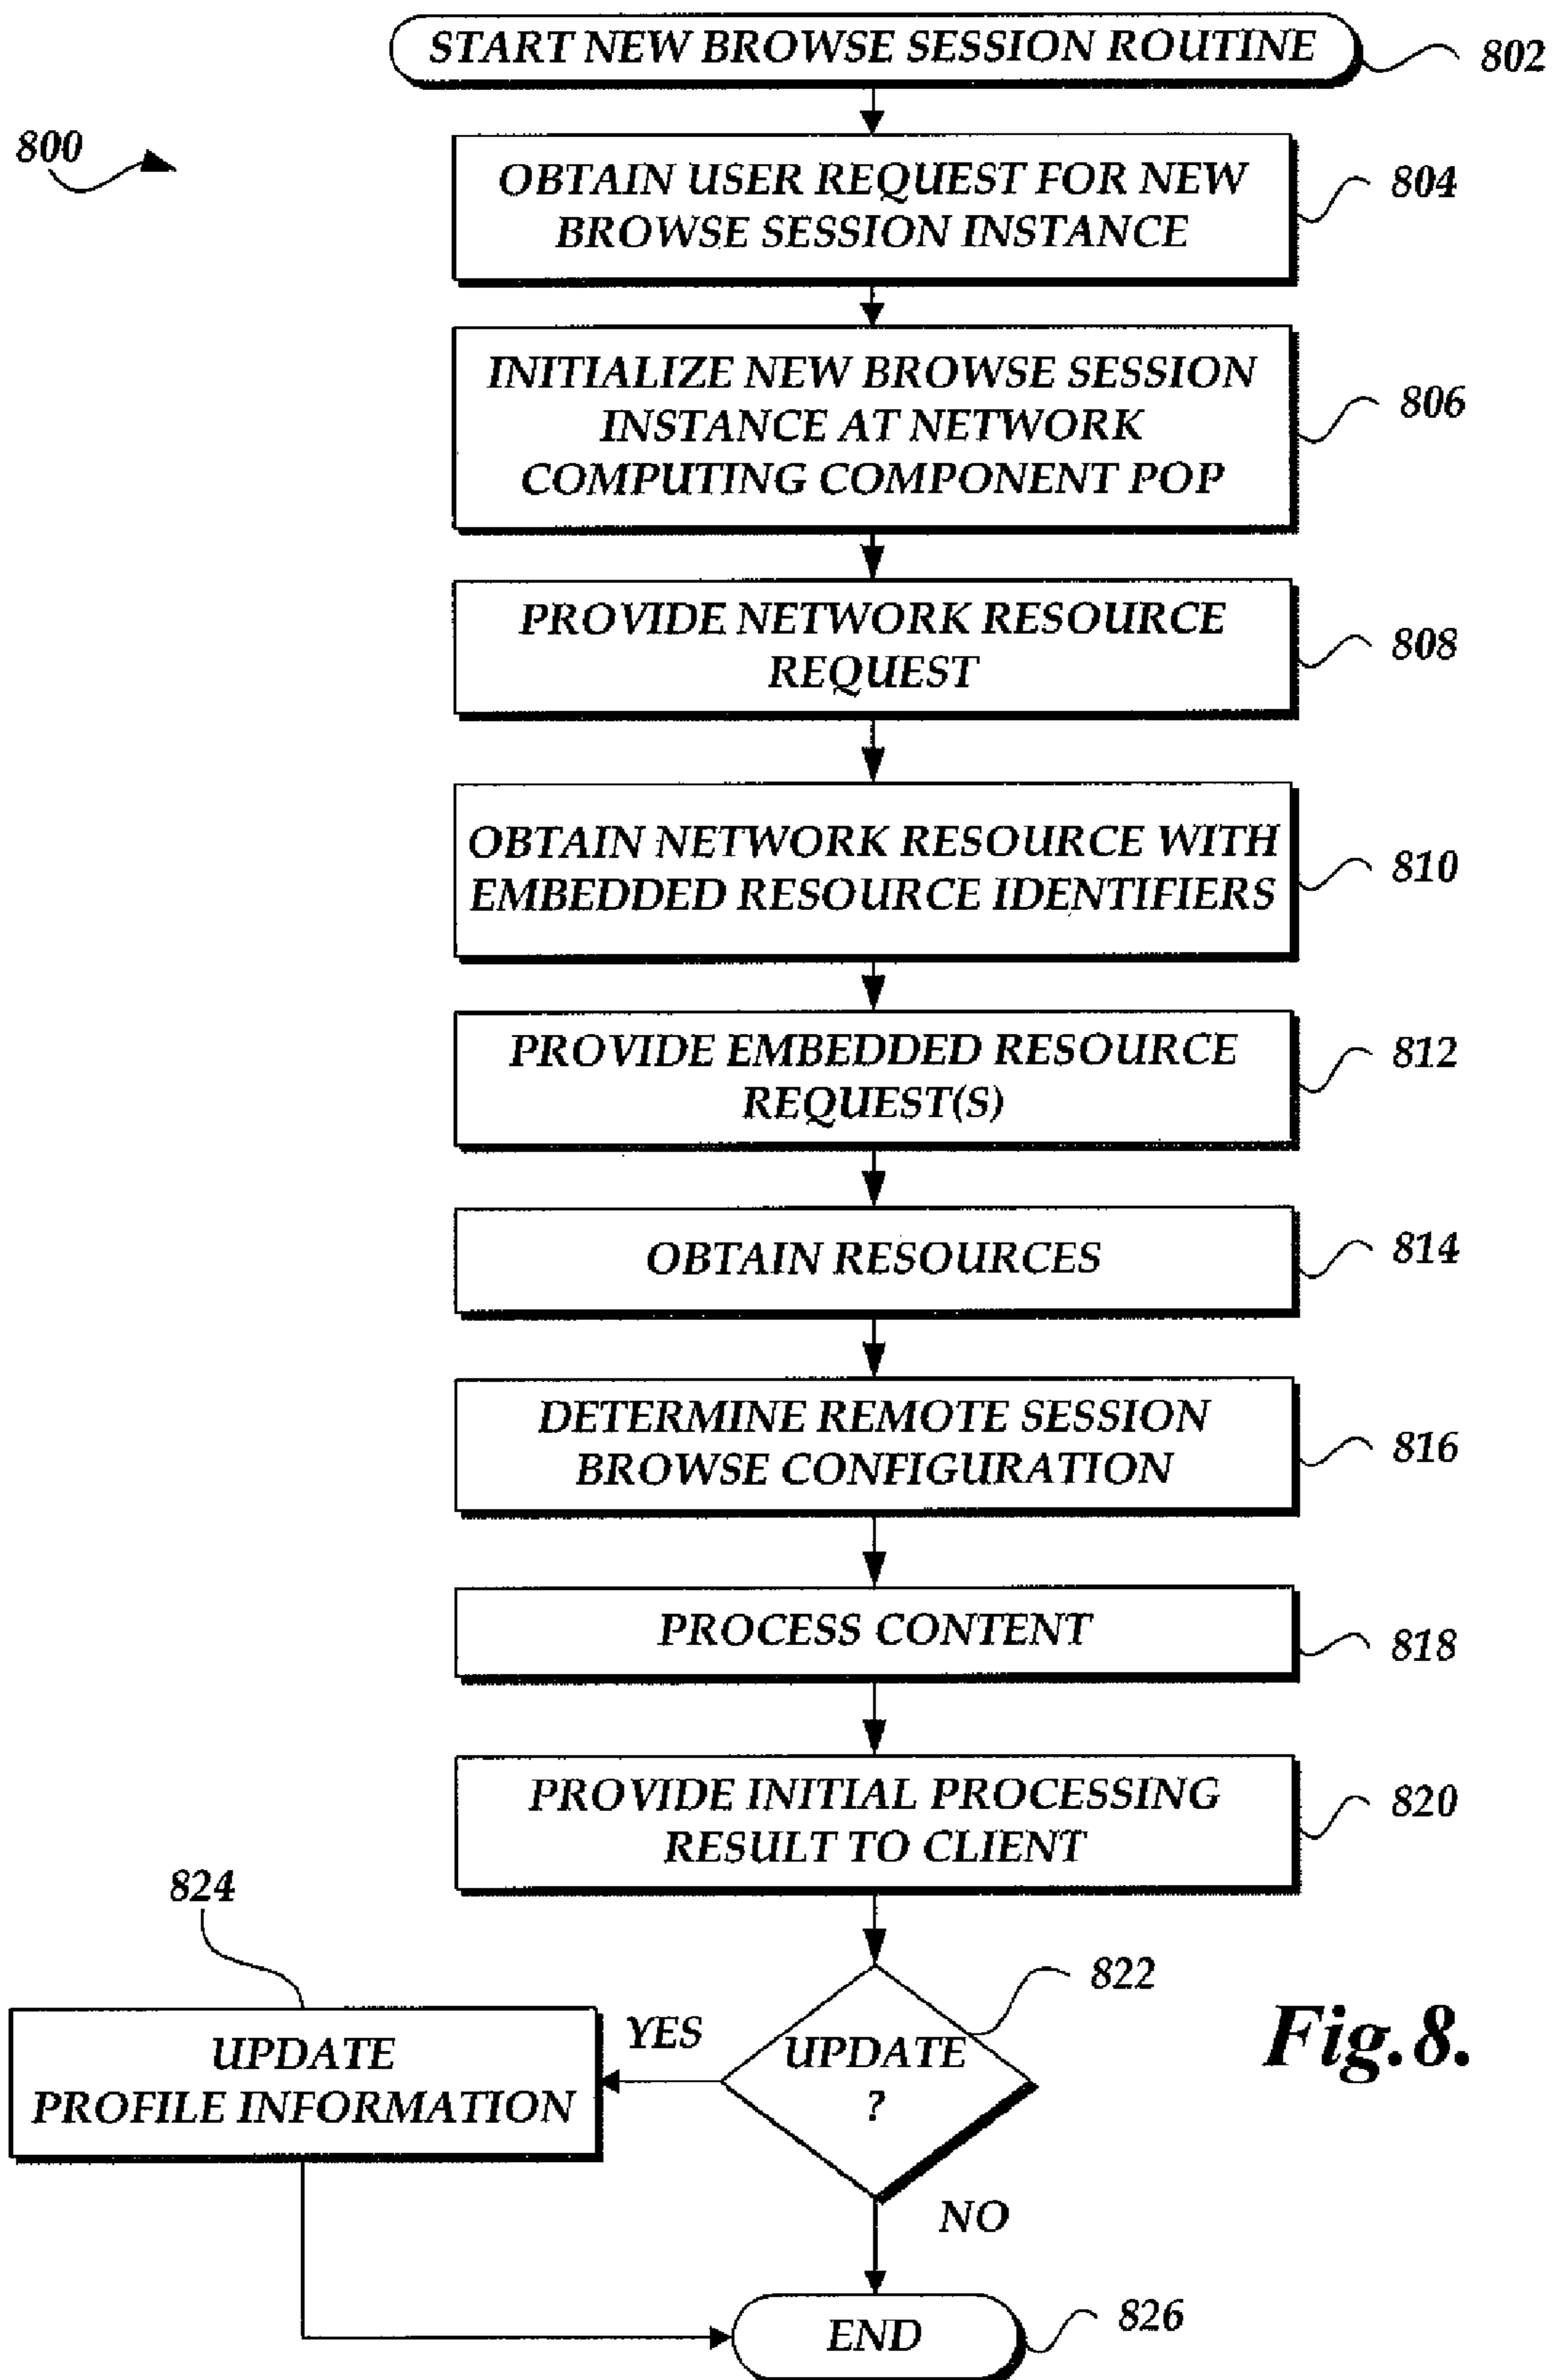 START NEW BROWSE SESSION ROUTINE
802
800
OBTAIN USER REQUEST FOR NEW
BROWSE SESSION INSTANCE
804
INITIALIZE NEW BROWSE SESSION
INSTANCE AT NETWORK
COMPUTING COMPONENT POP
806
PROVIDE NETWORK RESOURCE
REQUEST
808
OBTAIN NETWORK RESOURCE WITH
EMBEDDED RESOURCE IDENTIFIERS
810
PROVIDE EMBEDDED RESOURCE
REQUEST(S)
812
OBTAIN RESOURCES
814
DETERMINE REMOTE SESSION
BROWSE CONFIGURATION
816
PROCESS CONTENT
818
PROVIDE INITIAL PROCESSING
RESULT TO CLIENT
820
824
822
UPDATE
?
YES
UPDATE
PROFILE INFORMATION
Fig.8.
NO
END
826